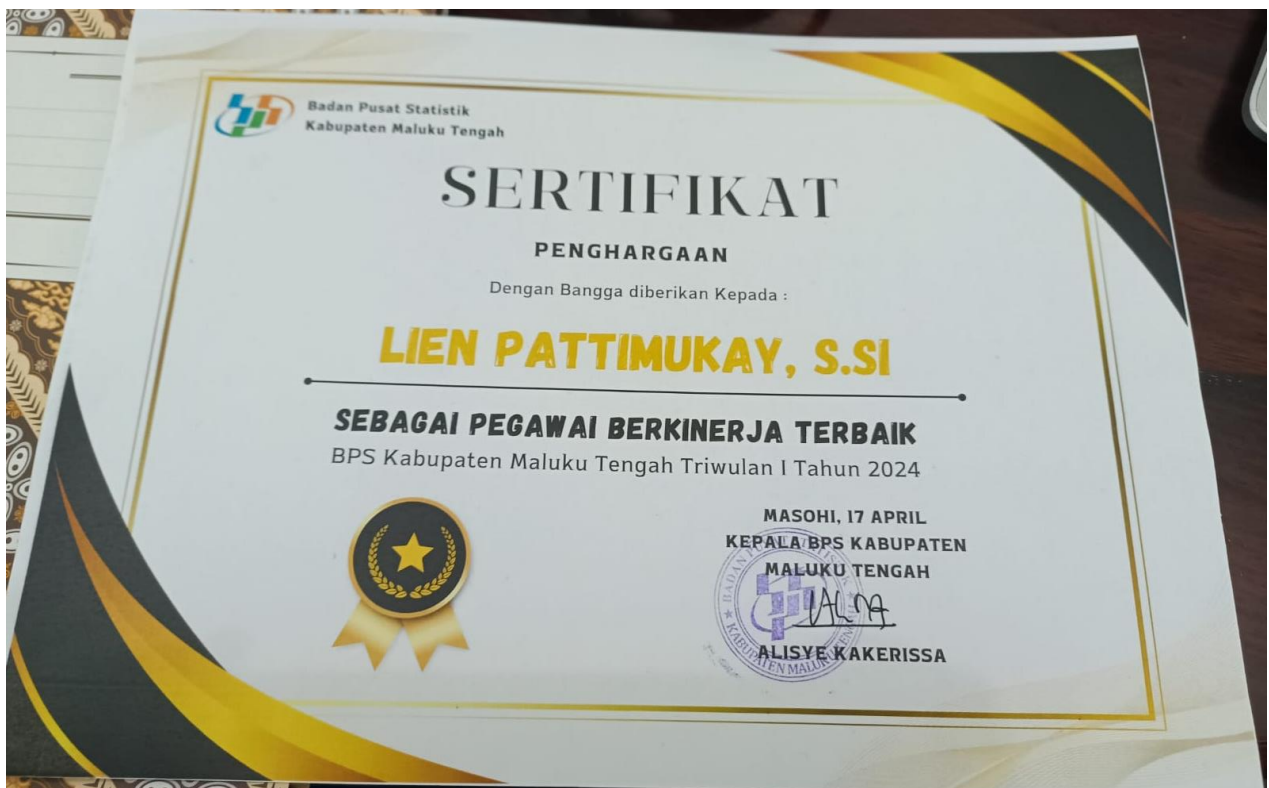 Badan Pusat Statistik
Kabupaten Maluku Tengah
SERTIFIKAT
PENGHARGAAN
Dengan Bangga diberikan Kepada :
LIEN PATTIMUKAY, S.SI
SEBAGAI PEGAWAI BERKINERJA TERBAIK
BPS Kabupaten Maluku Tengah Triwulan I Tahun 2024
MASOHI, 17 APRIL
KEPALA BPS KABUPATEN
MALUKU TENGAH
ALISYE KAKERISSA